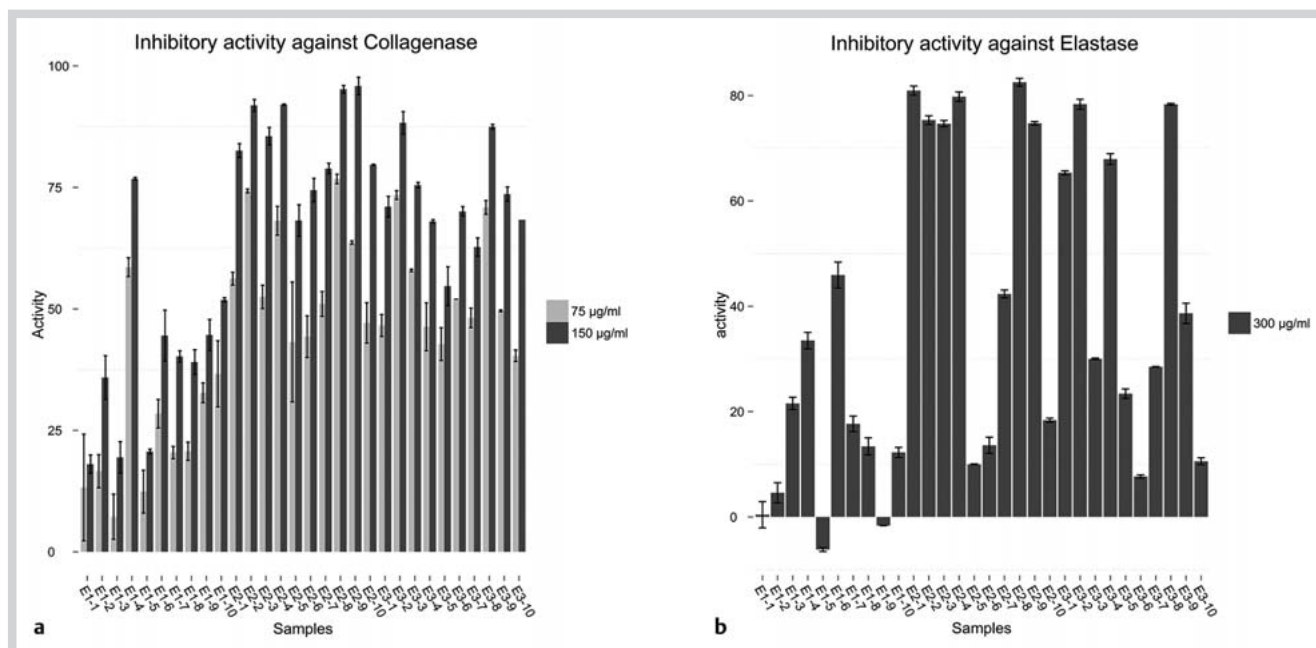 Inhibitory activity against Collagenase
100
75
50
25
0
Activity
75 µg/ml
150 µg/ml
E1-1
E1-2
E1-3
E1-4
E1-5
E1-6
E1-7
E1-8
E1-9
E1-10
E2-1
E2-2
E2-3
E2-4
E2-5
E2-6
E2-7
E2-8
E2-9
E2-10
E3-1
E3-2
E3-3
E3-4
E3-5
E3-6
E3-7
E3-8
E3-9
E3-10
Samples
a
Inhibitory activity against Elastase
80
60
40
20
0
activity
300 µg/ml
E1-1
E1-2
E1-3
E1-4
E1-5
E1-6
E1-7
E1-8
E1-9
E1-10
E2-1
E2-2
E2-3
E2-4
E2-5
E2-6
E2-7
E2-8
E2-9
E2-10
E3-1
E3-2
E3-3
E3-4
E3-5
E3-6
E3-7
E3-8
E3-9
E3-10
Samples
b